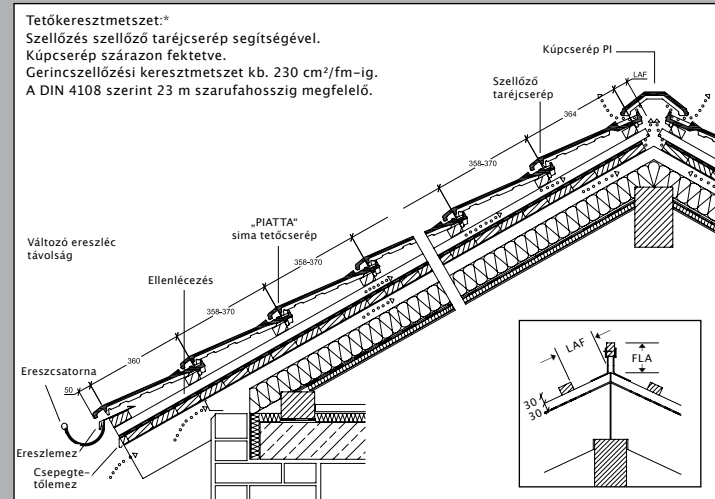 Tetőkeresztmetszet:*
Szellőzés szellőző taréjcserép segítségével.
Kúpcserép szárazon fektetve.
Gerincszellőzési keresztmetszet kb. 230 cm²/fm-ig.
A DIN 4108 szerint 23 m szarufahosszig megfelelő.
Kúpcserép PI
LAF
Szellőző
taréjcserép
364
358-370
„PIATTA"
sima tetőcserép
358-370
Változó ereszléc
távolság
Ellenlécezés
358-370
360
Ereszcsatorna
50
Ereszlemez
Csepegte-
tőlemez
LAF
FLA
30
30